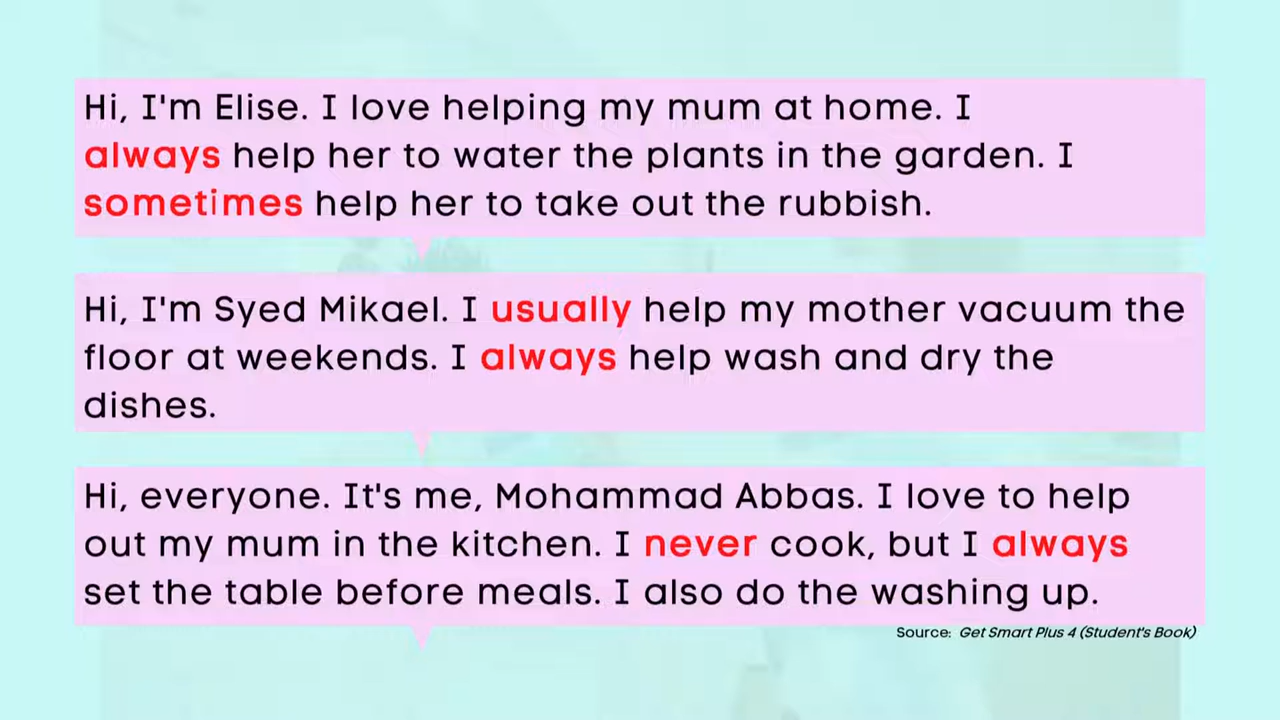 Hi, I'm Elise. I love helping my mum at home. I
always help her to water the plants in the garden. I
sometimes help her to take out the rubbish.
Hi, I'm Syed Mikael. I usually help my mother vacuum the
floor at weekends. I always help wash and dry the
dishes.
Hi, everyone. It's me, Mohammad Abbas. I love to help
out my mum in the kitchen. I never cook, but I always
set the table before meals. I also do the washing up.
Source: Get Smart Plus 4 (Student's Book)